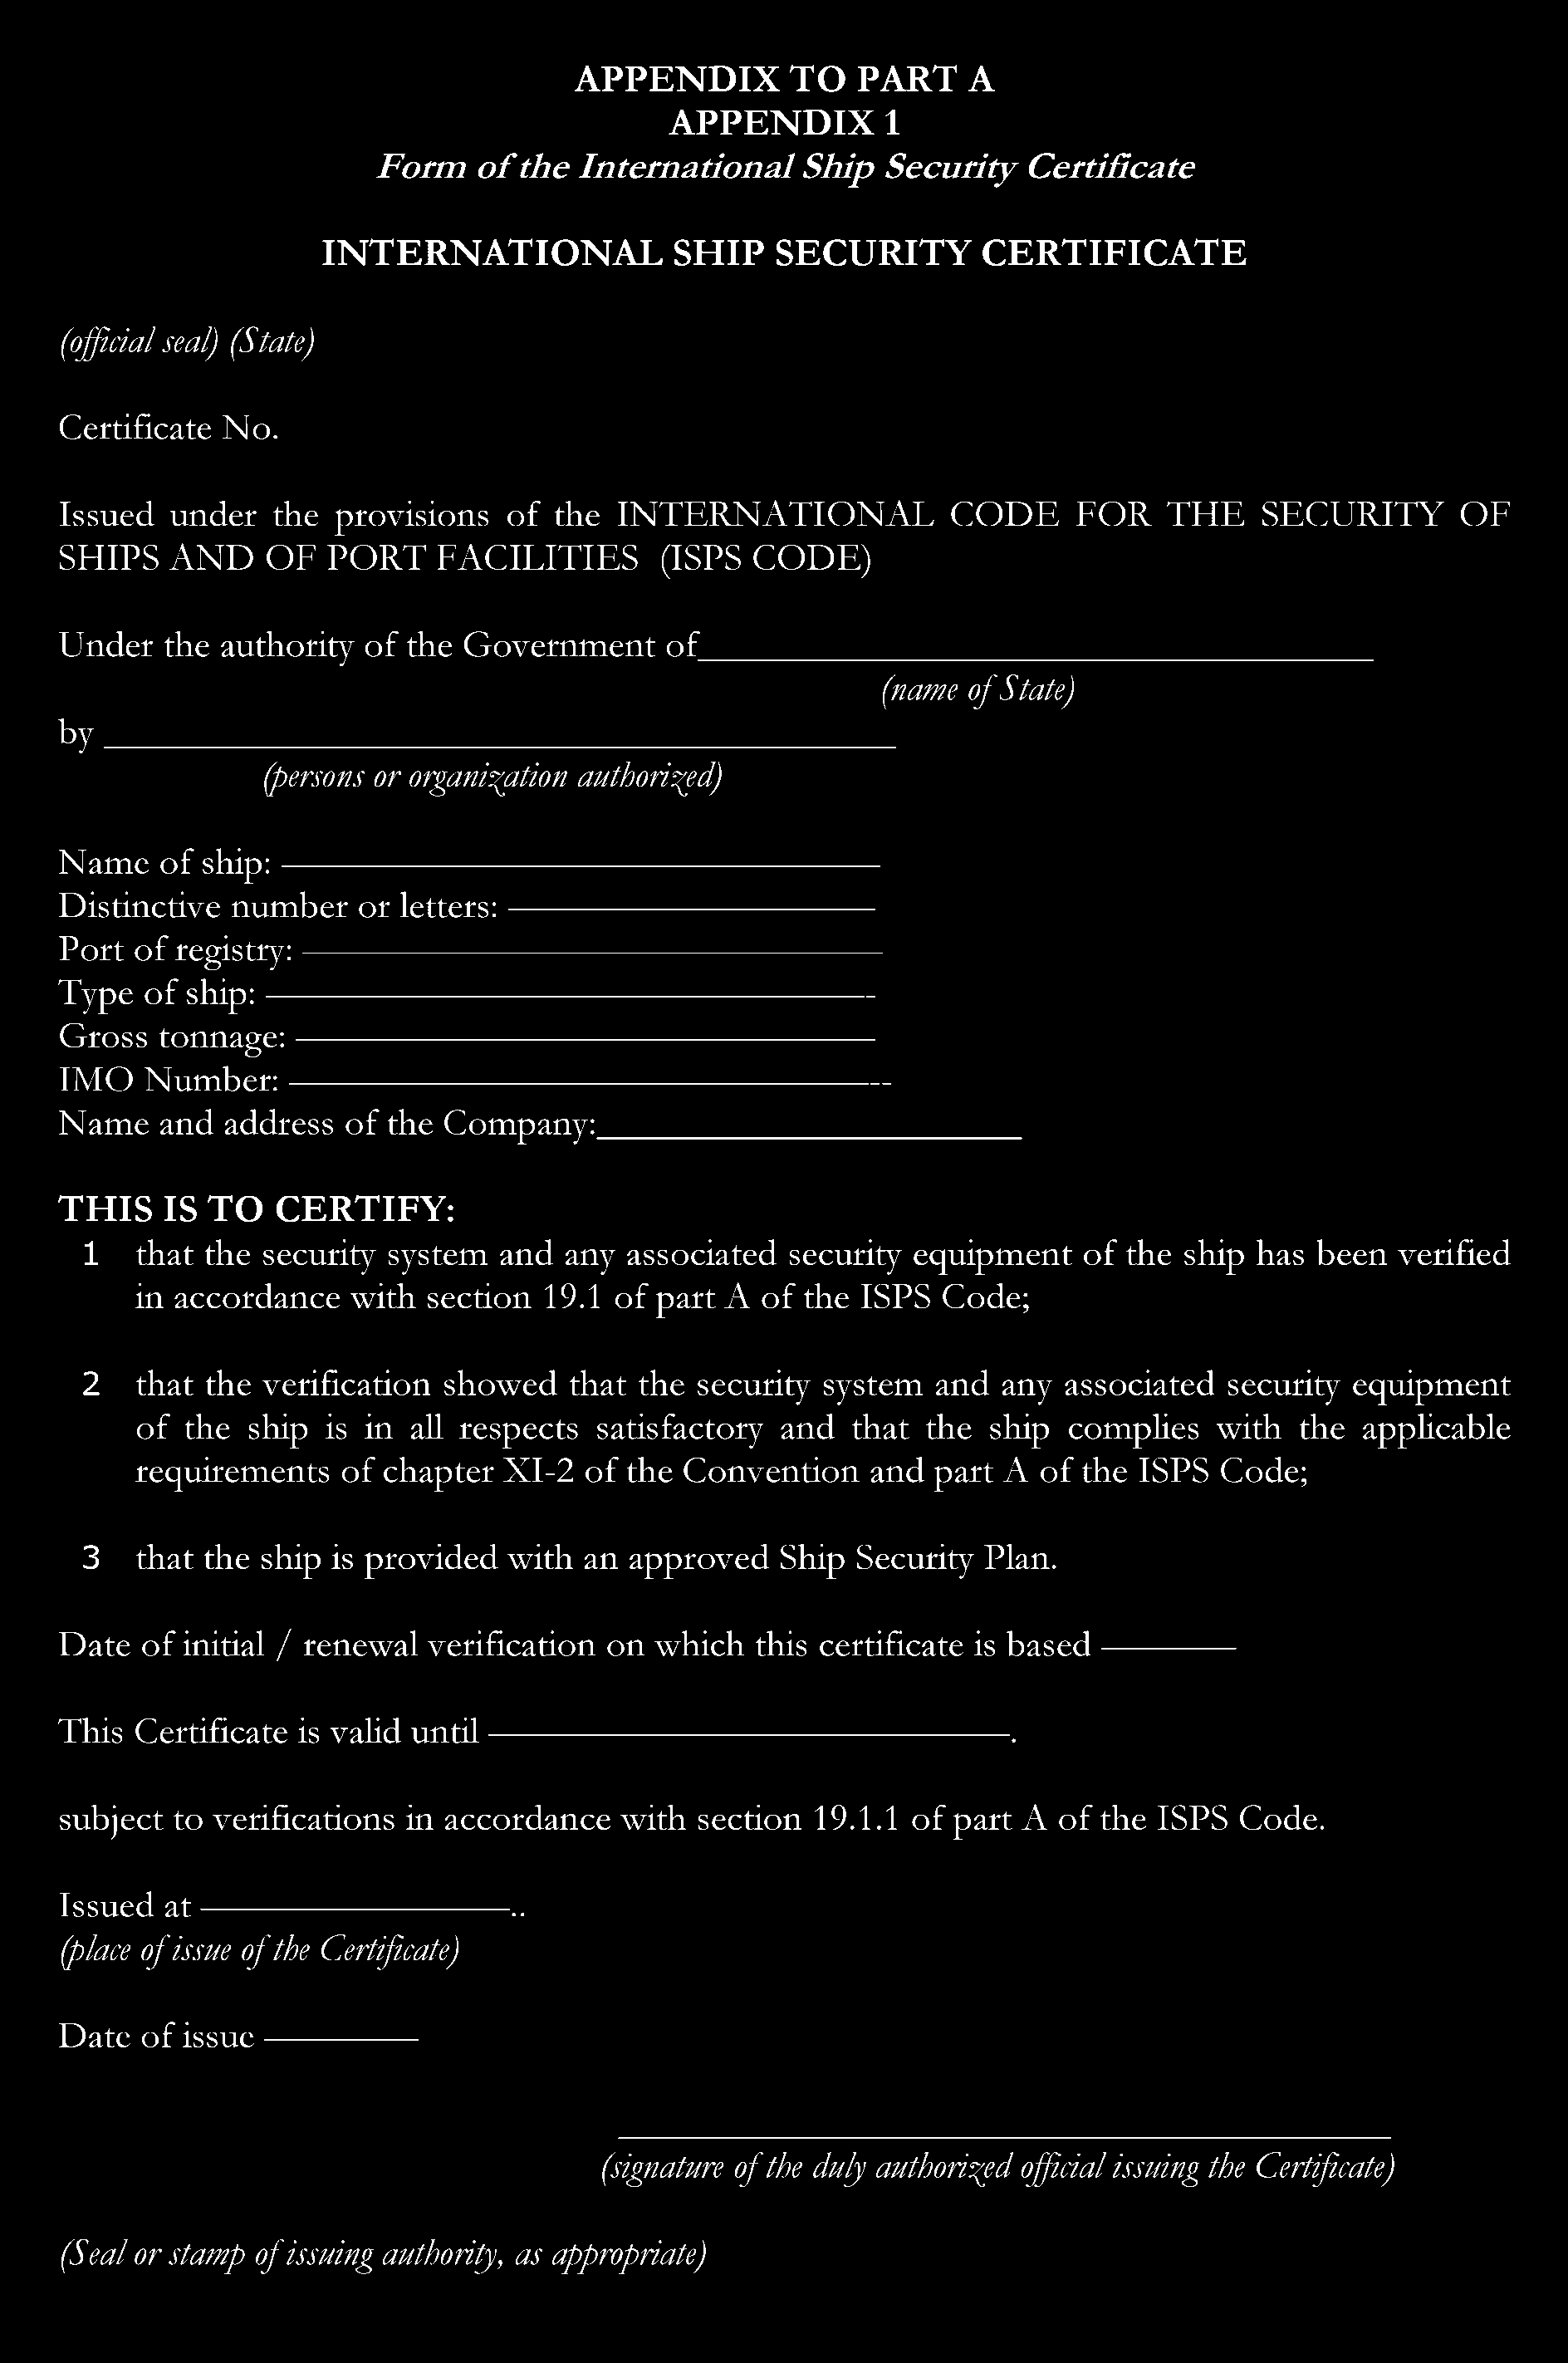 APPENDIX TO PART A
APPENDIX 1
Form of the International Ship Security Certificate
INTERNATIONAL SHIP SECURITY CERTIFICATE
(official seal) (State)
Certificate No.
Issued under the provisions of the INTERNATIONAL CODE FOR THE SECURITY OF
SHIPS AND OF PORT FACILITIES (ISPS CODE)
Under the authority of the Government of
(name of State)
by
(persons or organization authorized)
Name of ship:
Distinctive number or letters:
Port of registry:
Type of ship:
Gross tonnage:
IMO Number:
Name and address of the Company:
THIS IS TO CERTIFY:
1 that the security system and any associated security equipment of the ship has been verified
in accordance with section 19.1 of part A of the ISPS Code;
2 that the verification showed that the security system and any associated security equipment
of the ship is in all respects satisfactory and that the ship complies with the applicable
requirements of chapter XI-2 of the Convention and part A of the ISPS Code;
3 that the ship is provided with an approved Ship Security Plan.
Date of initial / renewal verification on which this certificate is based
This Certificate is valid until .
subject to verifications in accordance with section 19.1.1 of part A of the ISPS Code.
Issued at ..
(place of issue of the Certificate)
Date of issue
(signature of the duly authorized official issuing the Certificate)
(Seal or stamp of issuing authority, as appropriate)